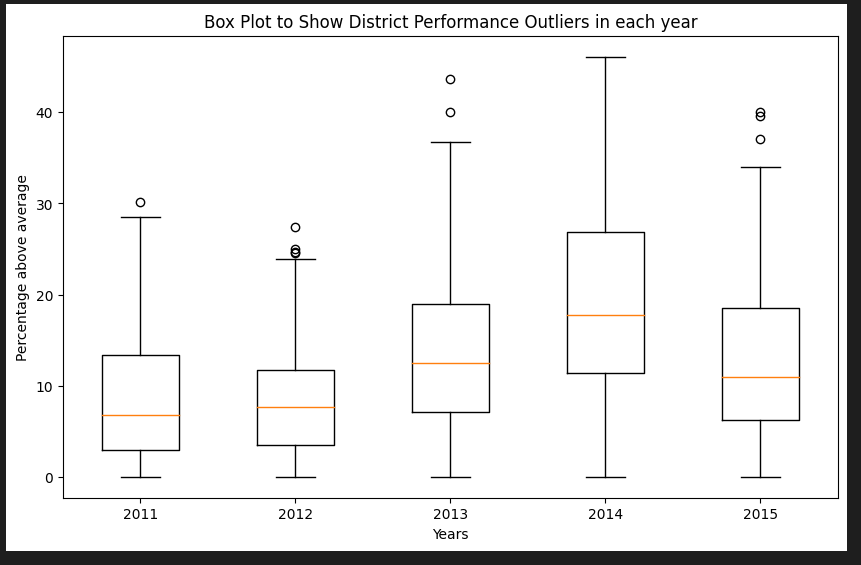 Box Plot to Show District Performance Outliers in each year
Percentage above average
40
30
20
10
0
2011 2012 2013 2014 2015
Years